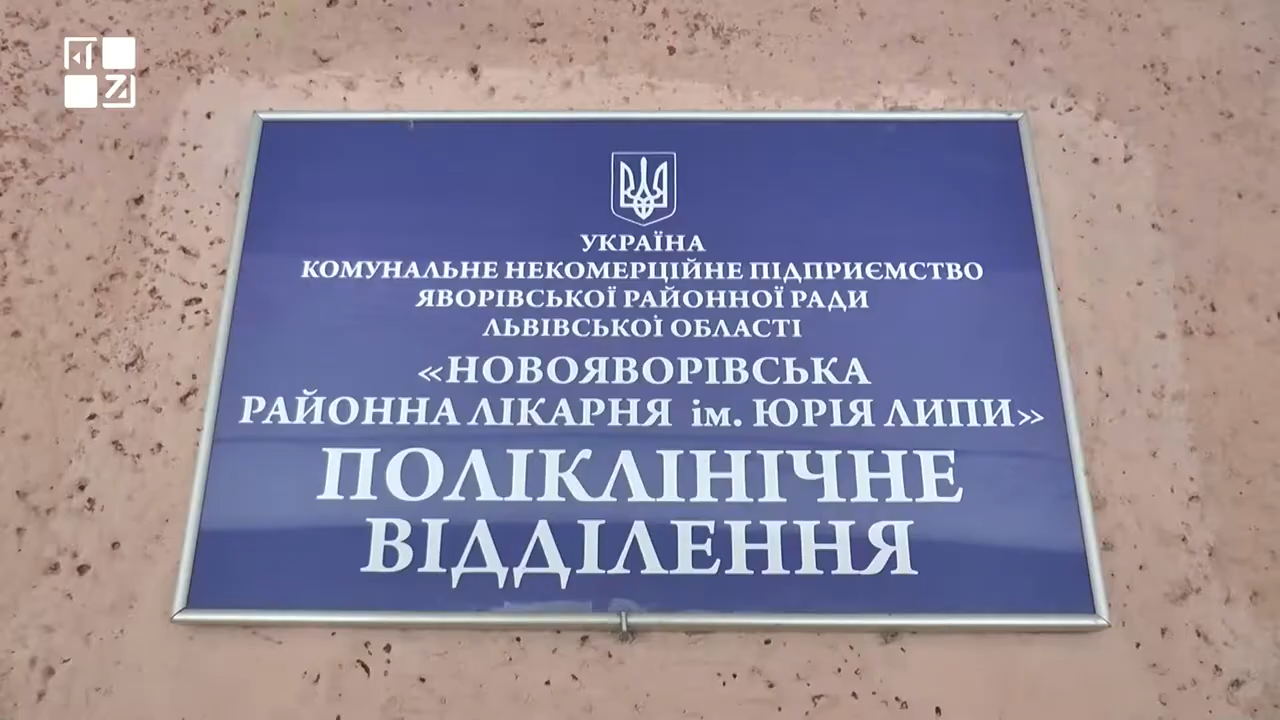 УКРАЇНА
КОМУНАЛЬНЕ НЕКОМЕРЦІЙНЕ ПІДПРИЄМСТВО
ЯВОРІВСЬКОЇ РАЙОННОЇ РАДИ
ЛЬВІВСЬКОЇ ОБЛАСТІ
«НОВОЯВОРІВСЬКА
РАЙОННА ЛІКАРНЯ ім. ЮРІЯ ЛИПИ»
ПОЛІКЛІНІЧНЕ
ВІДДІЛЕННЯ